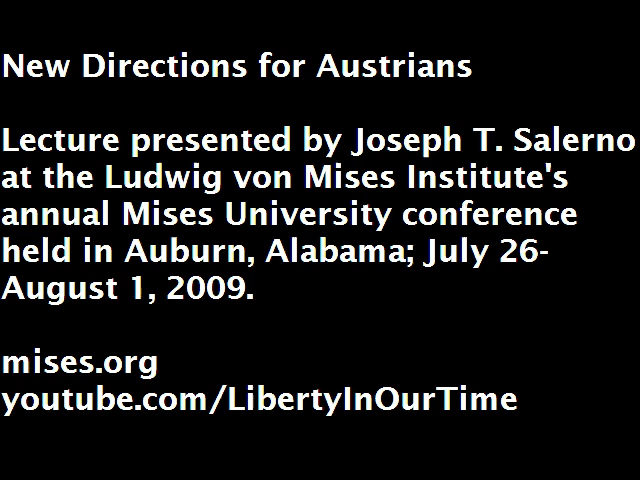 New Directions for Austrians
Lecture presented by Joseph T. Salerno
at the Ludwig von Mises Institute's
annual Mises University conference
held in Auburn, Alabama; July 26-
August 1, 2009.
mises.org
youtube.com/LibertyInOurTime